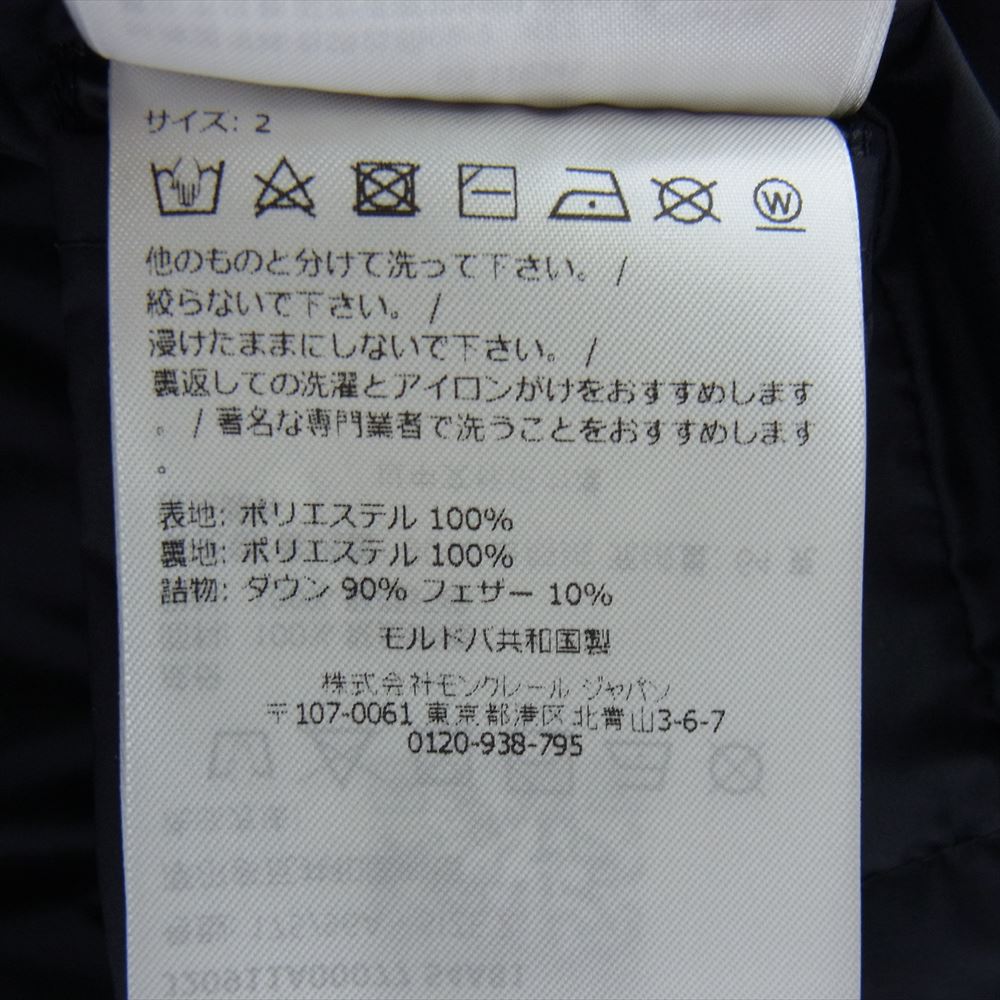 サイズ: 2
W
他のものと分けて洗って下さい。 /
絞らないで下さい。 /
浸けたままにしないで下さい。 /
裏返しての洗濯とアイロンがけをおすすめします
。 / 著名な専門業者で洗うことをおすすめします
。
表地: ポリエステル 100%
裏地: ポリエステル 100%
詰物: ダウン 90% フェザー 10%
モルドバ共和国製
株式会社モンクレール ジャパン
〒107-0061 東京都港区北青山3-6-7
0120-938-795